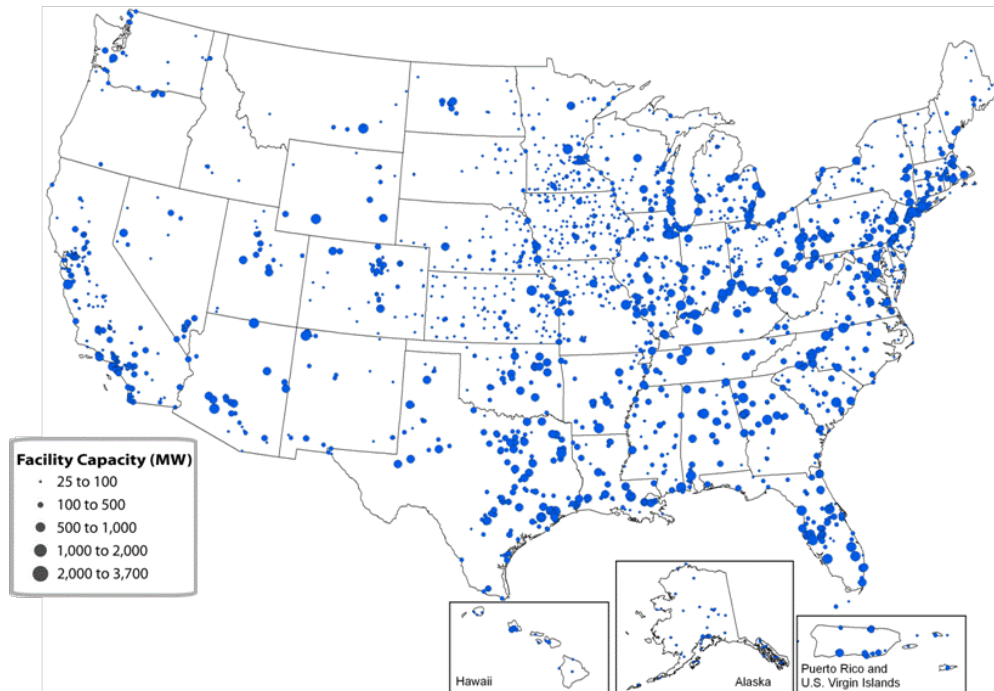 Facility Capacity (MW)
25 to 100
100 to 500
500 to 1,000
1,000 to 2,000
2,000 to 3,700
Hawaii
Alaska
Puerto Rico and
U.S. Virgin Islands